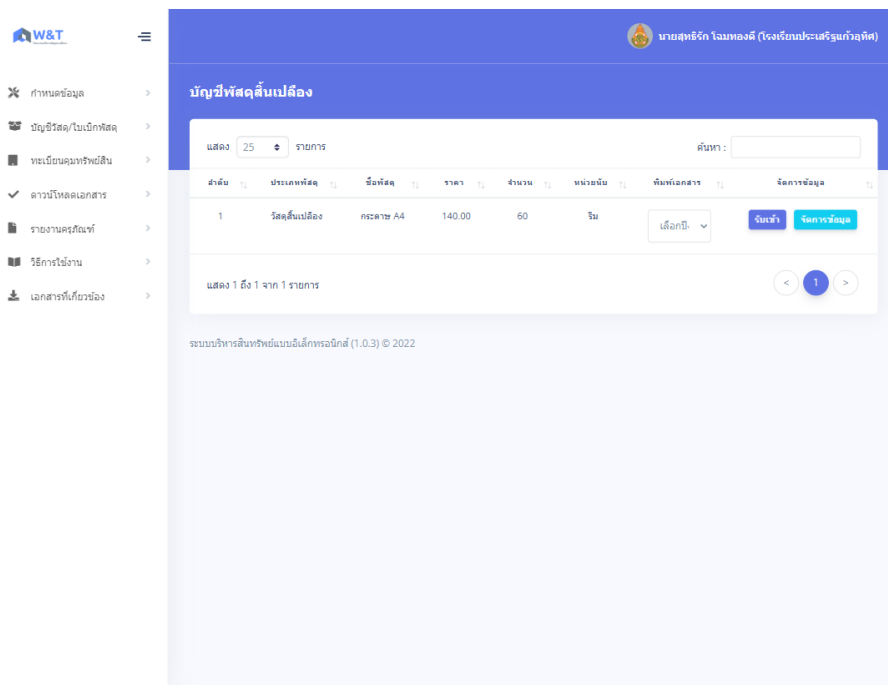 W&T
นายสุทธิรัก โฉมทองดี (โรงเรียนประเสริฐแก้วอุทิศ)
กำหนดข้อมูล
บัญชีวัสดุ/ใบเบิกพัสดุ
ทะเบียนคุมทรัพย์สิน
ดาวน์โหลดเอกสาร
รายงานครุภัณฑ์
วิธีการใช้งาน
เอกสารที่เกี่ยวข้อง
บัญชีพัสดุสิ้นเปลือง
แสดง 25 รายการ ค้นหา :
ลำดับ ประเภทพัสดุ ชื่อพัสดุ ราคา จำนวน หน่วยนับ พิมพ์เอกสาร จัดการข้อมูล
1 วัสดุสิ้นเปลือง กระดาษ A4 140.00 60 รีม เลือกปี รับเข้า จัดการข้อมูล
แสดง 1 ถึง 1 จาก 1 รายการ < 1 >
ระบบบริหารสินทรัพย์แบบอิเล็กทรอนิกส์ (1.0.3) © 2022